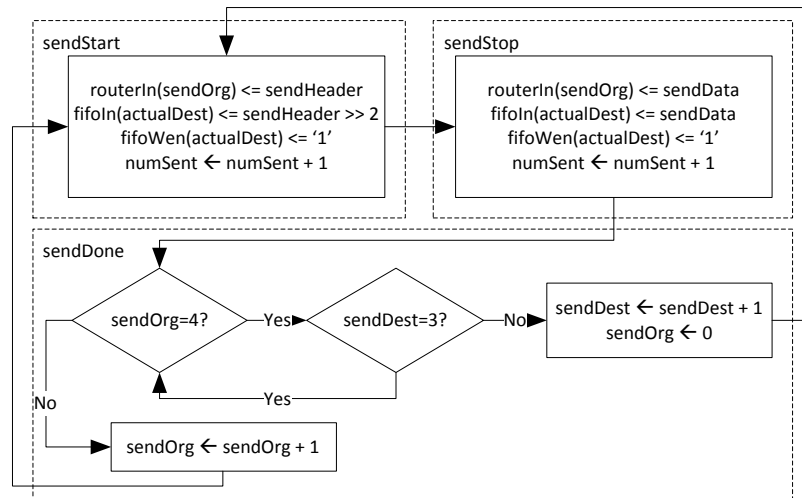 sendStart
routerIn(sendOrg) <= sendHeader
fifoIn(actualDest) <= sendHeader >> 2
fifoWen(actualDest) <= ‘1’
numSent ← numSent + 1
sendStop
routerIn(sendOrg) <= sendData
fifoIn(actualDest) <= sendData
fifoWen(actualDest) <= ‘1’
numSent ← numSent + 1
sendDone
sendOrg=4?
Yes
sendDest=3?
No
sendDest ← sendDest + 1
sendOrg ← 0
Yes
No
sendOrg ← sendOrg + 1